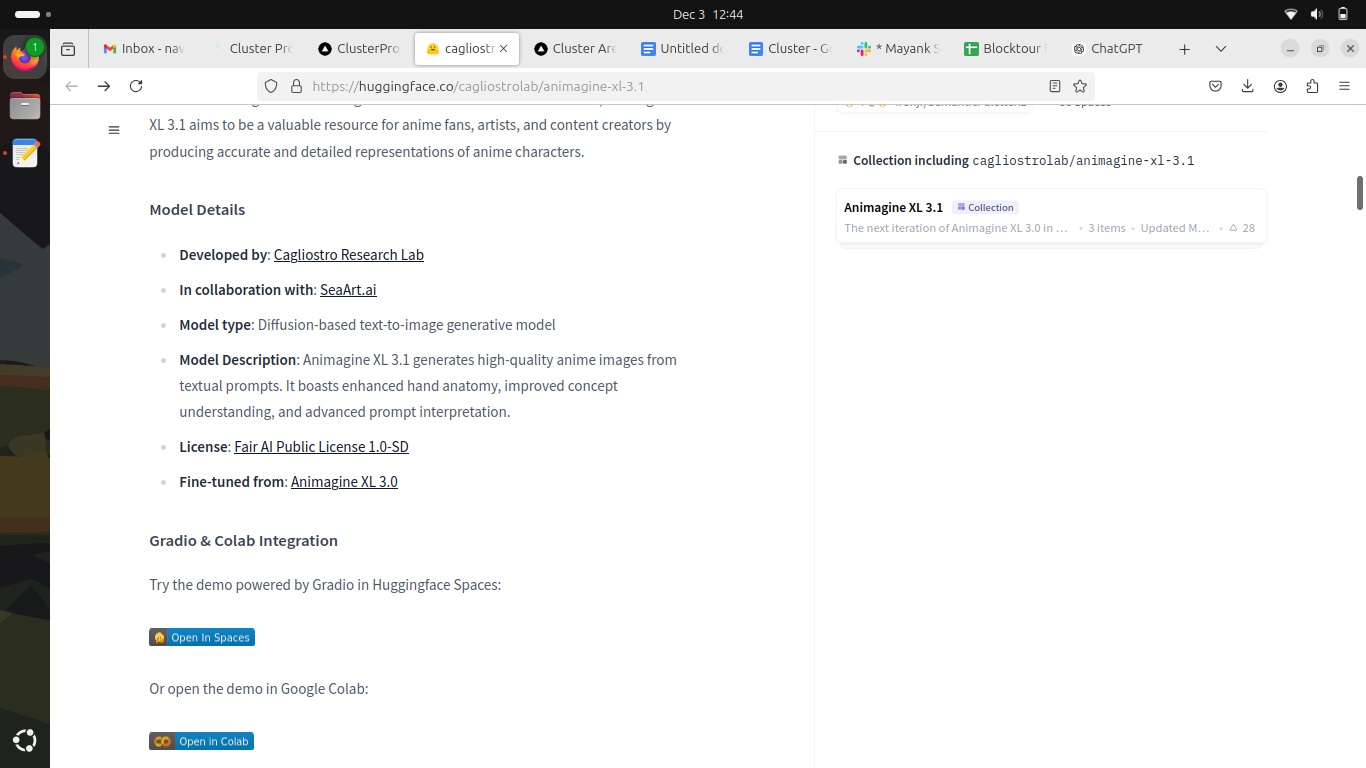 Dec 3 12:44
1
Inbox - nav
Cluster Pro
ClusterPro
cagliostr
Cluster Are
Untitled do
Cluster - Go
* Mayank S
Blocktour
ChatGPT
https://huggingface.co/cagliostrolab/animagine-xl-3.1
XL 3.1 aims to be a valuable resource for anime fans, artists, and content creators by
producing accurate and detailed representations of anime characters.
Model Details
Developed by: Cagliostro Research Lab
In collaboration with: SeaArt.ai
Model type: Diffusion-based text-to-image generative model
Model Description: Animagine XL 3.1 generates high-quality anime images from
textual prompts. It boasts enhanced hand anatomy, improved concept
understanding, and advanced prompt interpretation.
License: Fair AI Public License 1.0-SD
Fine-tuned from: Animagine XL 3.0
Gradio & Colab Integration
Try the demo powered by Gradio in Huggingface Spaces:
Open In Spaces
Or open the demo in Google Colab:
Open in Colab
Collection including cagliostrolab/animagine-xl-3.1
Animagine XL 3.1 Collection
The next iteration of Animagine XL 3.0 in ... • 3 items • Updated M... • 28